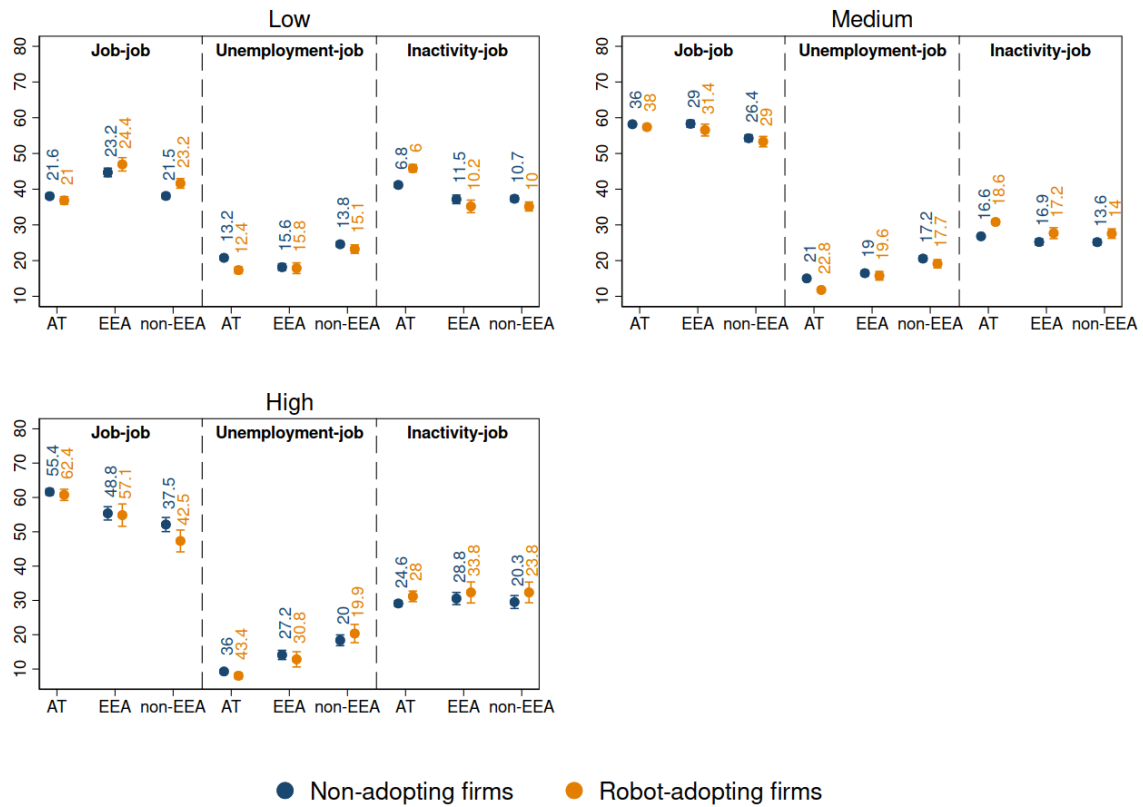 Low
Job-job Unemployment-job Inactivity-job
80
70
60
50
40
30
20
10
21.6 21 23.2 24.4 21.5 23.2 13.2 12.4 15.6 15.8 13.8 15.1 6.8 6 11.5 10.2 10.7 10
AT EEA non-EEA AT EEA non-EEA AT EEA non-EEA
Medium
Job-job Unemployment-job Inactivity-job
80
70
60
50
40
30
20
10
36 38 29 31.4 26.4 29 21 22.8 19 19.6 17.2 17.7 16.6 18.6 16.9 17.2 13.6 14
AT EEA non-EEA AT EEA non-EEA AT EEA non-EEA
High
Job-job Unemployment-job Inactivity-job
80
70
60
50
40
30
20
10
55.4 62.4 48.8 57.1 37.5 42.5 36 43.4 27.2 30.8 20 19.9 24.6 28 28.8 33.8 20.3 23.8
AT EEA non-EEA AT EEA non-EEA AT EEA non-EEA
Non-adopting firms Robot-adopting firms